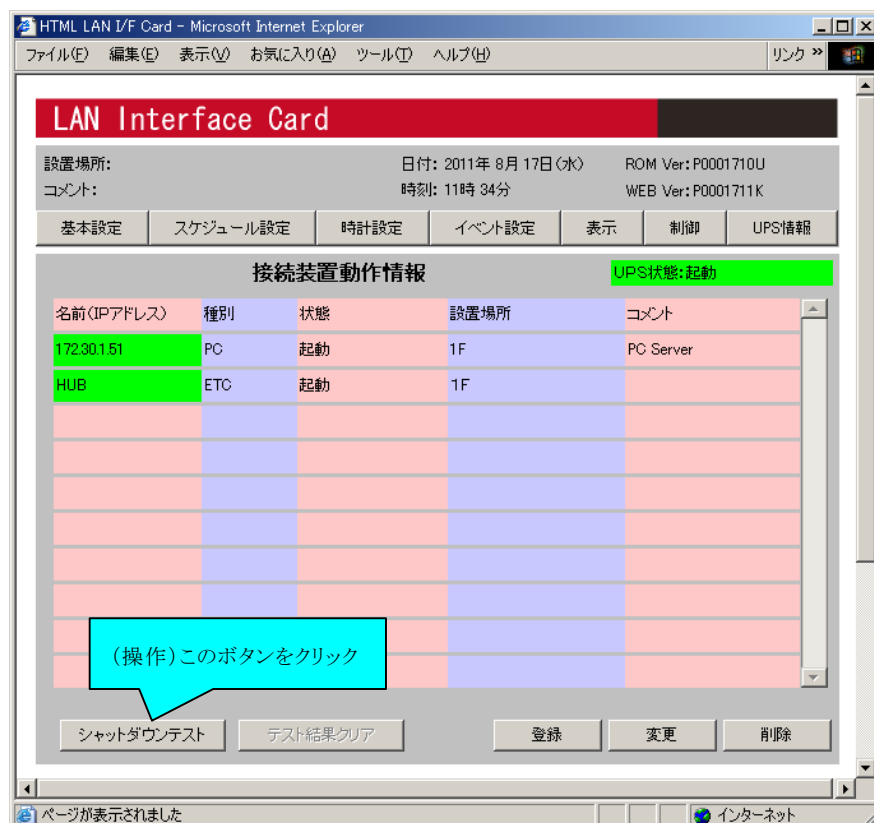 HTML LAN I/F Card - Microsoft Internet Explorer
ファイル(F) 編集(E) 表示(V) お気に入り(A) ツール(T) ヘルプ(H) リンク »
LAN Interface Card
設置場所: 日付: 2011年 8月 17日(水) ROM Ver:P0001710U
コメント: 時刻: 11時 34分 WEB Ver:P0001711K
基本設定 スケジュール設定 時計設定 イベント設定 表示 制御 UPS情報
接続装置動作情報 UPS状態:起動
名前(IPアドレス) 種別 状態 設置場所 コメント
172.30.1.51 PC 起動 1F PC Server
HUB ETC 起動 1F
(操作)このボタンをクリック
シャットダウンテスト テスト結果クリア 登録 変更 削除
ページが表示されました インターネット